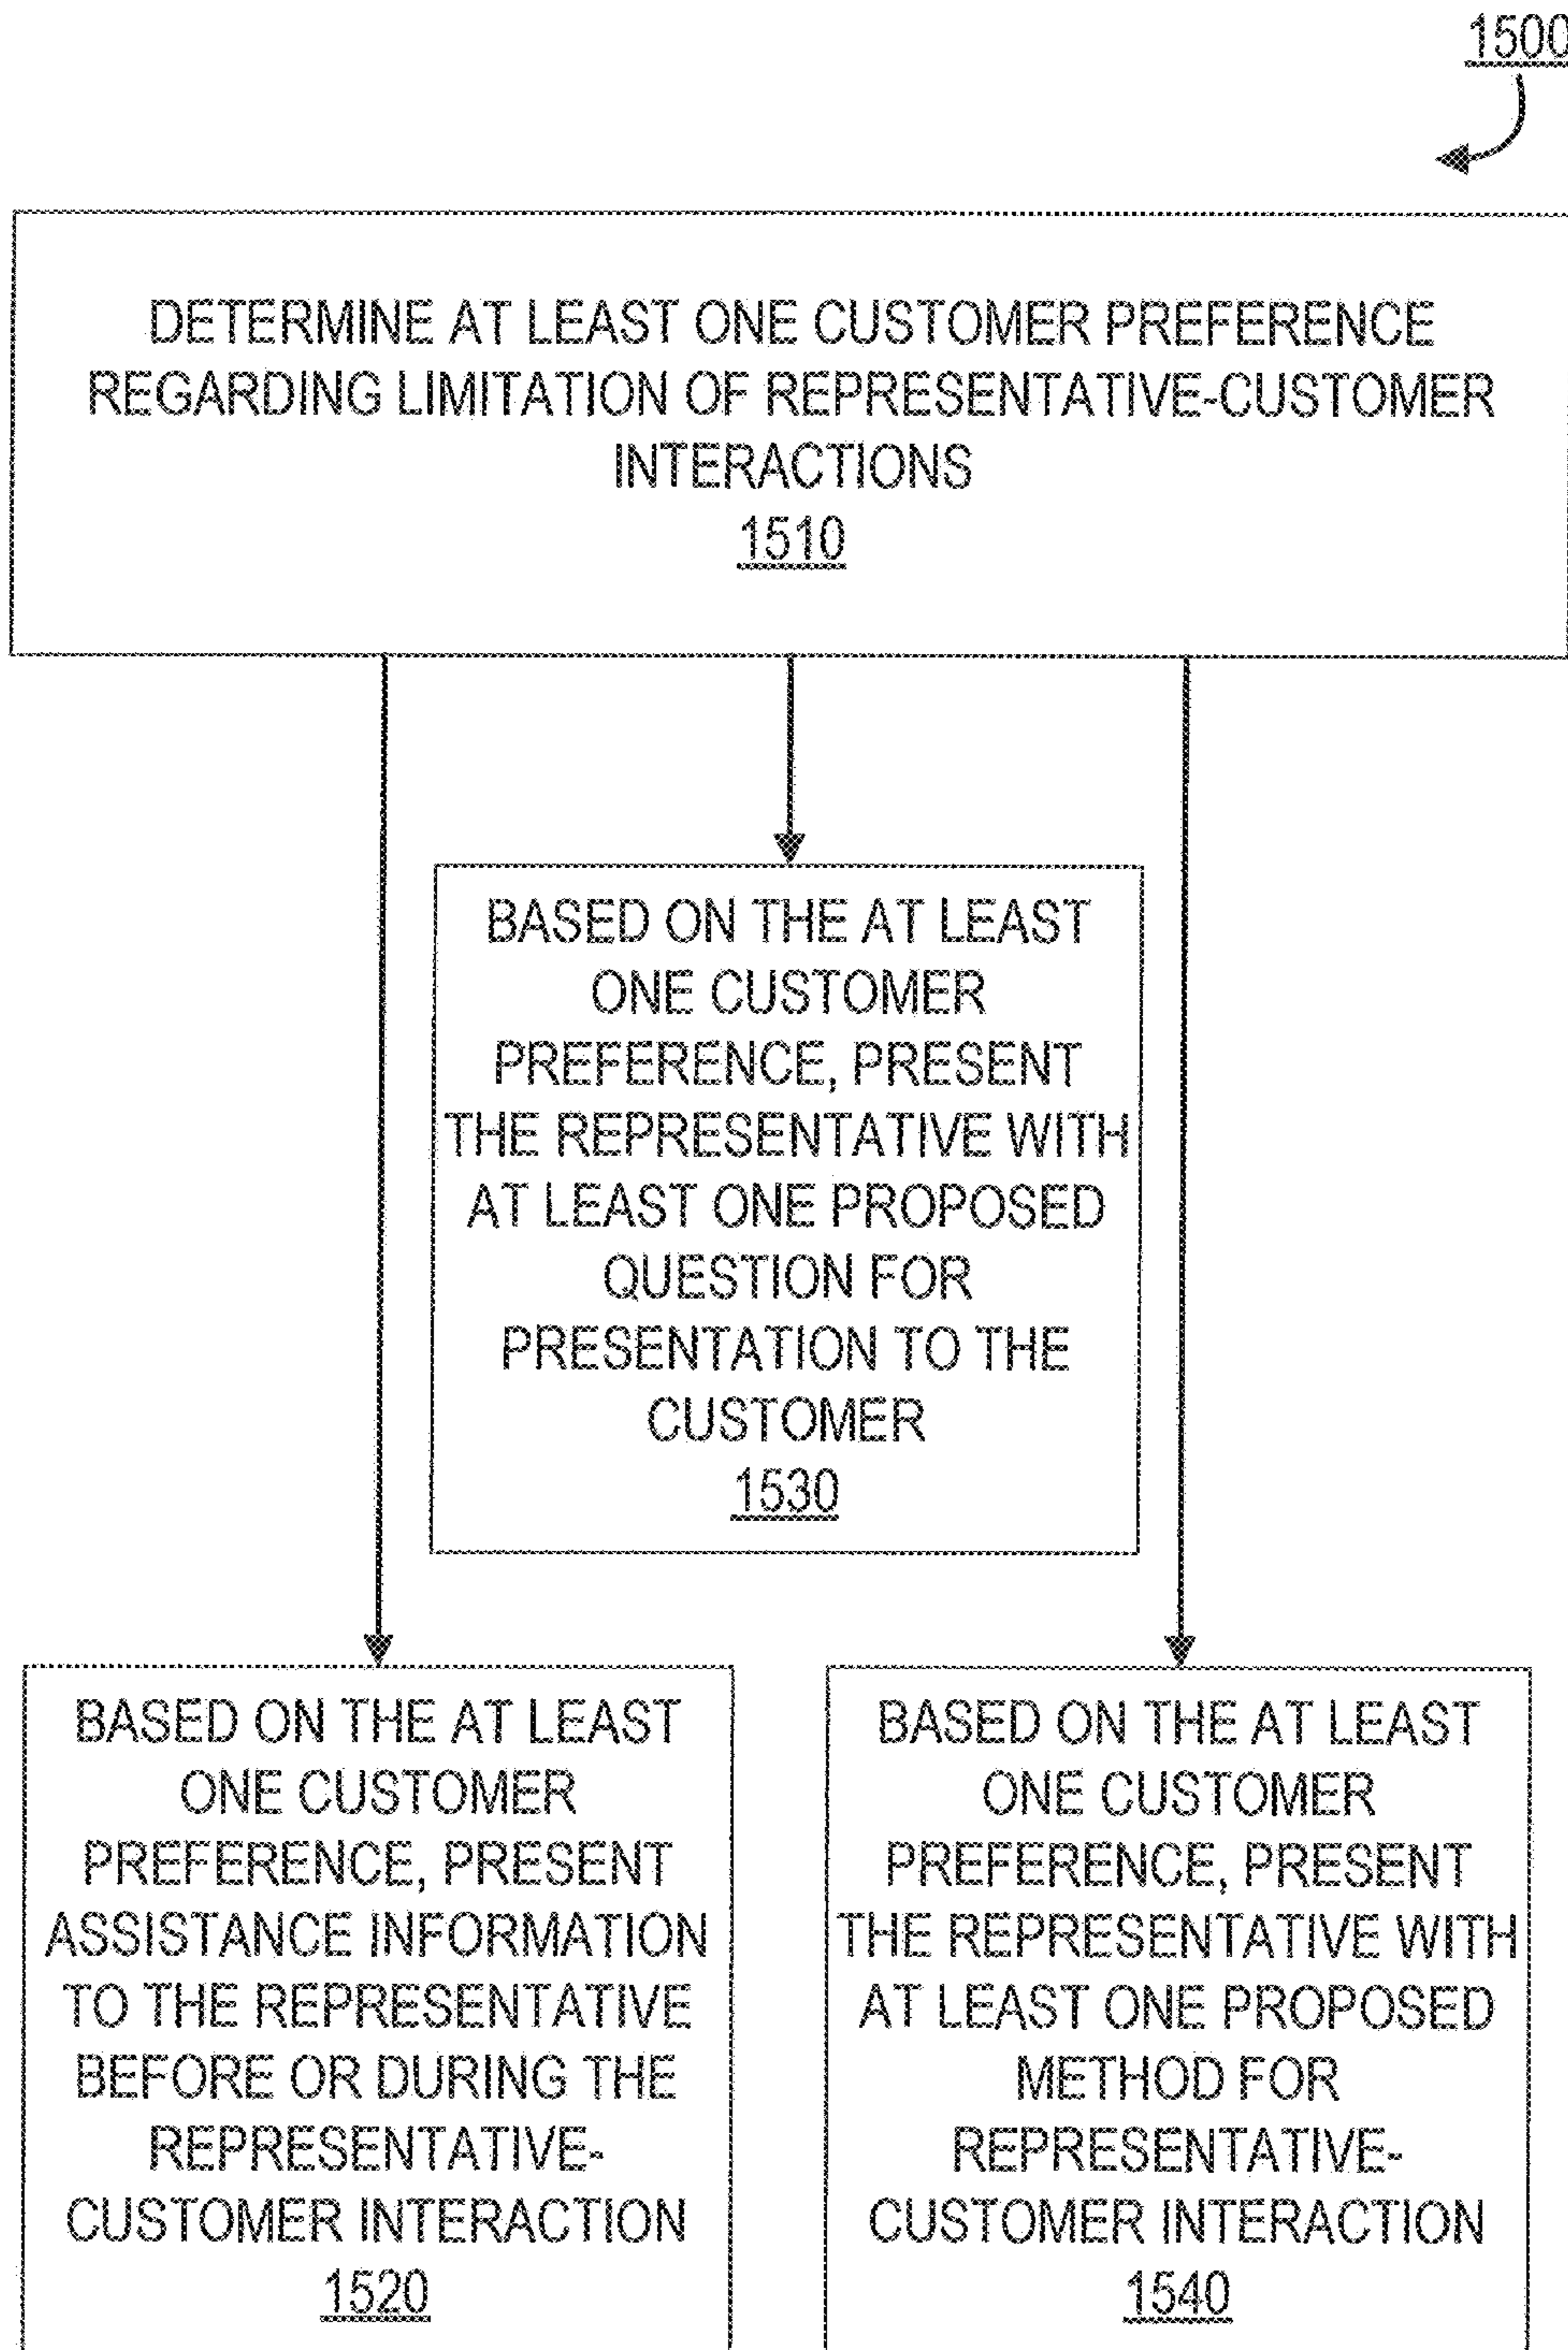 1500
DETERMINE AT LEAST ONE CUSTOMER PREFERENCE
REGARDING LIMITATION OF REPRESENTATIVE-CUSTOMER
INTERACTIONS
1510
BASED ON THE AT LEAST
ONE CUSTOMER
PREFERENCE, PRESENT
THE REPRESENTATIVE WITH
AT LEAST ONE PROPOSED
QUESTION FOR
PRESENTATION TO THE
CUSTOMER
1530
BASED ON THE AT LEAST
ONE CUSTOMER
PREFERENCE, PRESENT
ASSISTANCE INFORMATION
TO THE REPRESENTATIVE
BEFORE OR DURING THE
REPRESENTATIVE-
CUSTOMER INTERACTION
1520
BASED ON THE AT LEAST
ONE CUSTOMER
PREFERENCE, PRESENT
THE REPRESENTATIVE WITH
AT LEAST ONE PROPOSED
METHOD FOR
REPRESENTATIVE-
CUSTOMER INTERACTION
1540